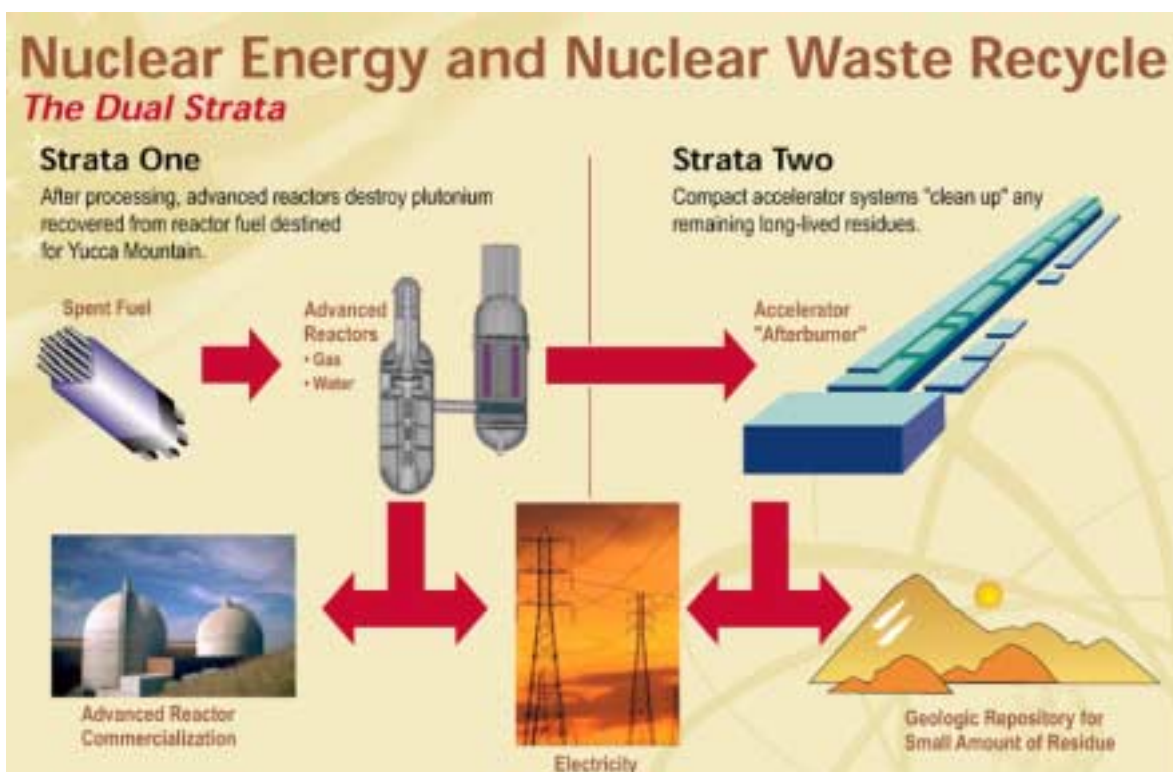 Nuclear Energy and Nuclear Waste Recycle
The Dual Strata
Strata One
After processing, advanced reactors destroy plutonium
recovered from reactor fuel destined
for Yucca Mountain.
Strata Two
Compact accelerator systems "clean up" any
remaining long-lived residues.
Spent Fuel
Advanced
Reactors
• Gas
• Water
Accelerator
"Afterburner"
Advanced Reactor
Commercialization
Electricity
Geologic Repository for
Small Amount of Residue